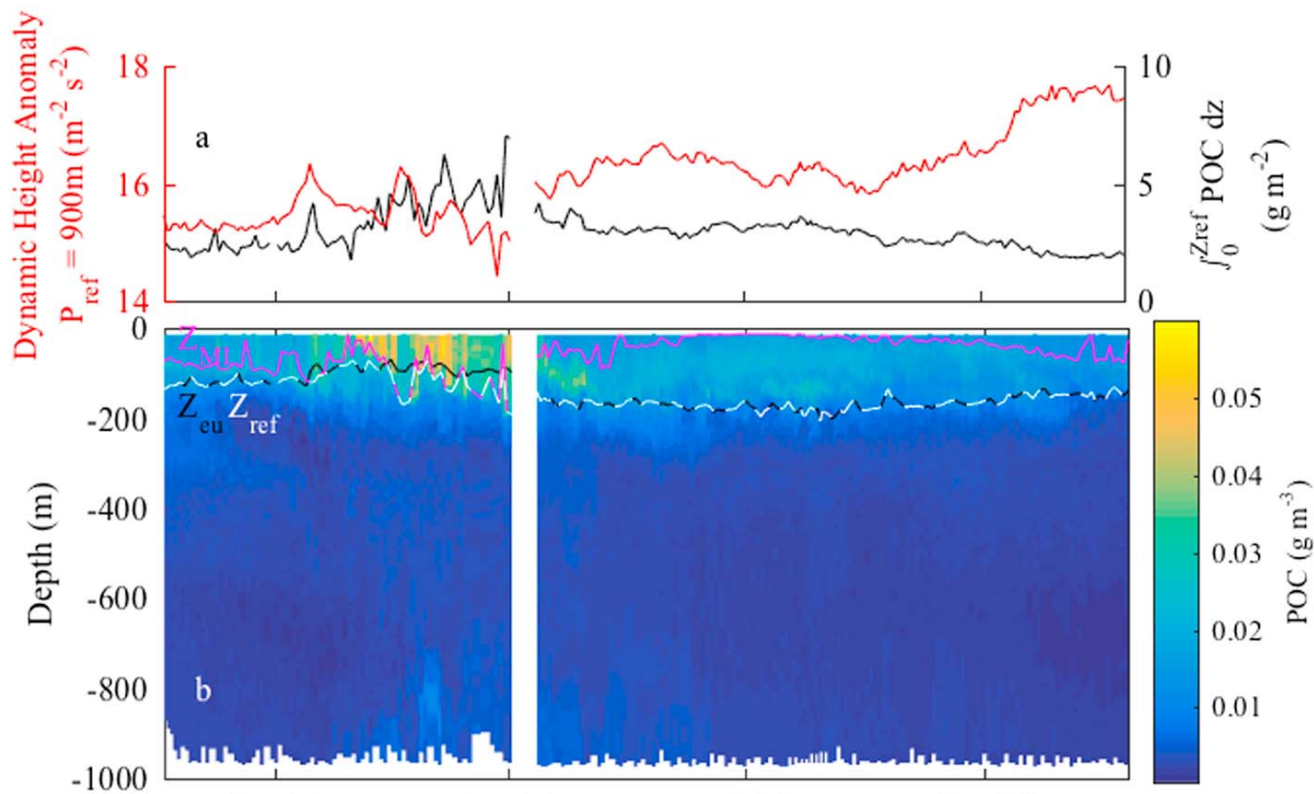 Dynamic Height Anomaly
P_ref = 900m (m^-2 s^-2)
18
16
14
a
10
5
0
∫_0^Zref POC dz
(g m^-2)
Depth (m)
0
-200
-400
-600
-800
-1000
Z_ML
Z_eu Z_ref
b
0.05
0.04
0.03
0.02
0.01
POC (g m^-3)